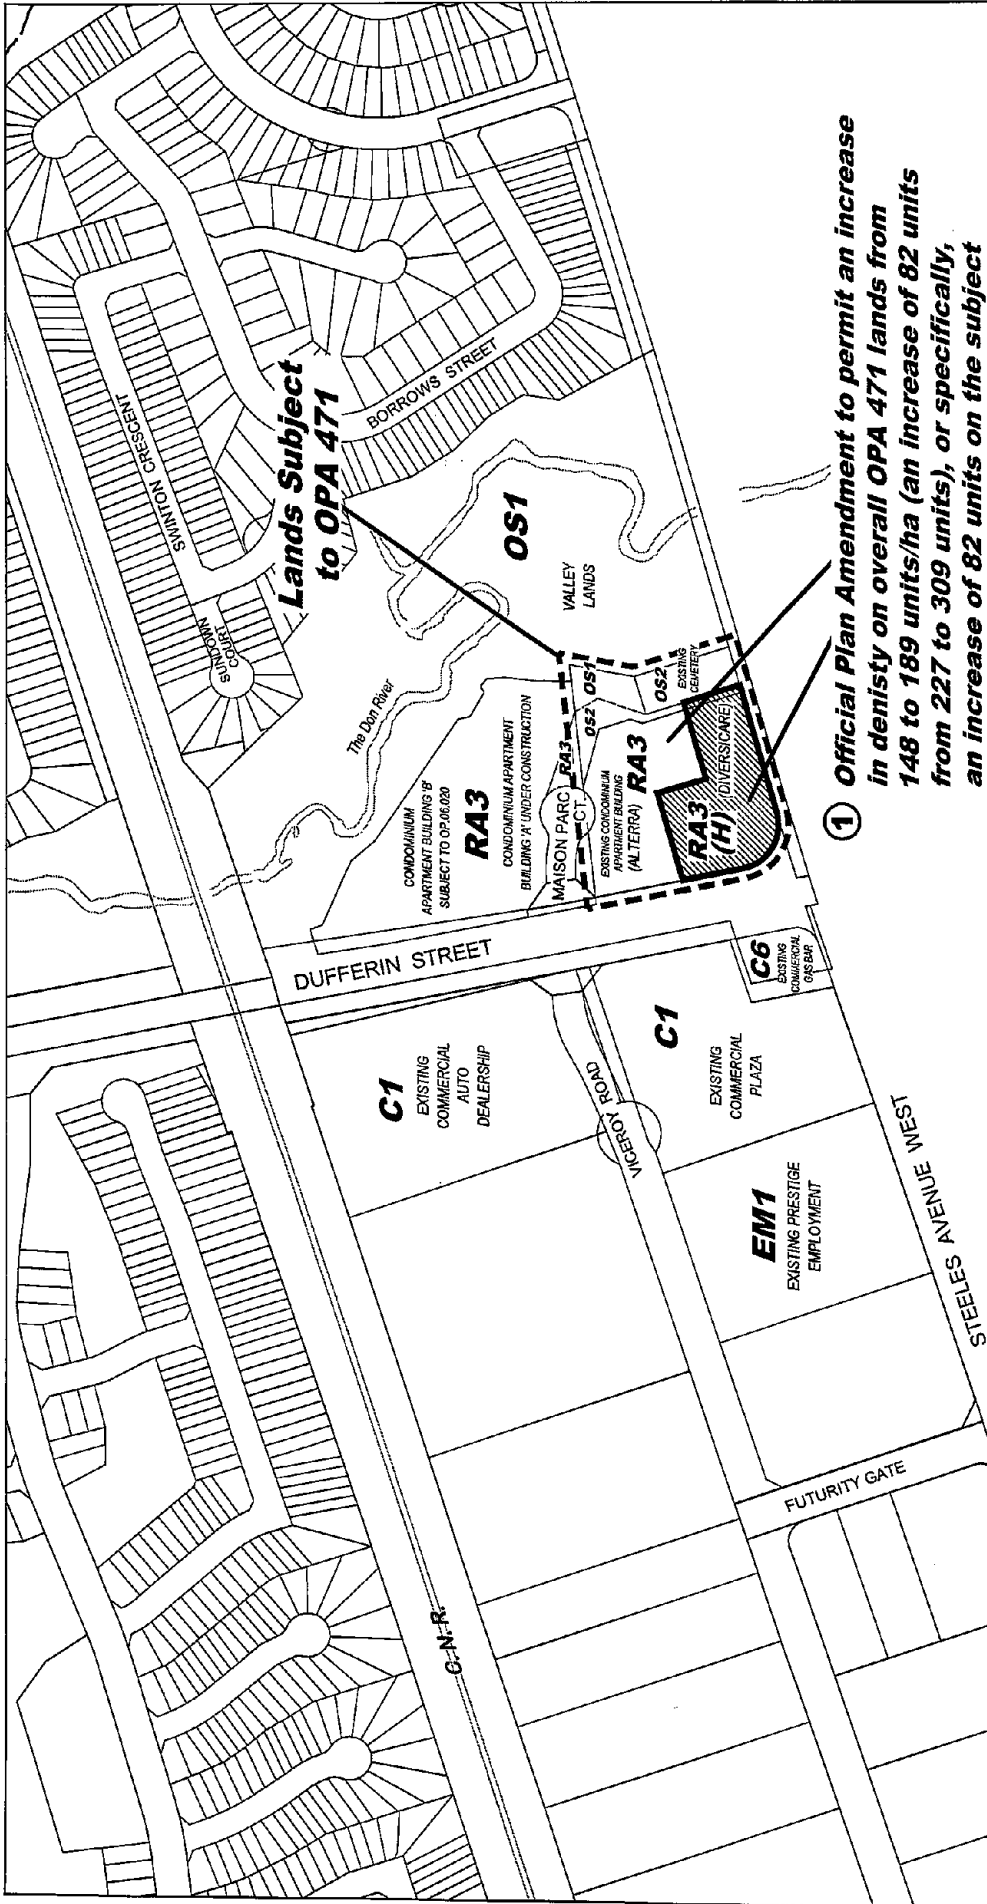 SWINTON CRESCENT
SUNDOWN
COURT
BORROWS STREET
Lands Subject
to OPA 471
The Don River
OS1
VALLEY
LANDS
CONDOMINIUM
APARTMENT BUILDING 'B'
SUBJECT TO OP.06.020
RA3
CONDOMINIUM APARTMENT
BUILDING 'A' UNDER CONSTRUCTION
MAISON PARC
CT.
RA3
OS2
OS1
OS2
EXISTING
CEMETERY
EXISTING CONDOMINIUM
APARTMENT BUILDING
(ALTERRA)
RA3
RA3
(H)
(DIVERSICARE)
DUFFERIN STREET
C6
EXISTING
COMMERCIAL
GAS BAR
C1
EXISTING
COMMERCIAL
AUTO
DEALERSHIP
VICEROY ROAD
C1
EXISTING
COMMERCIAL
PLAZA
EM1
EXISTING PRESTIGE
EMPLOYMENT
STEELES AVENUE WEST
FUTURITY GATE
C.N.R.
1 Official Plan Amendment to permit an increase
in denisty on overall OPA 471 lands from
148 to 189 units/ha (an increase of 82 units
from 227 to 309 units), or specifically,
an increase of 82 units on the subject